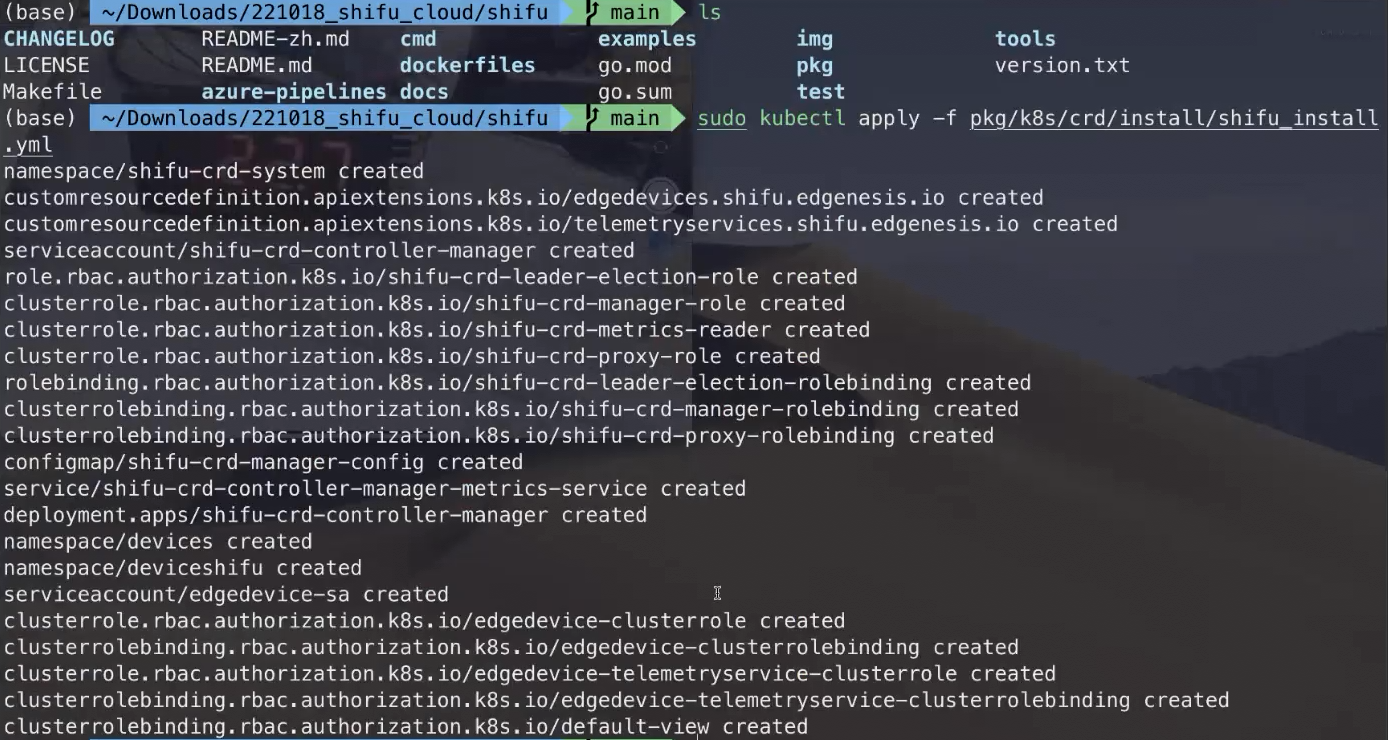 (base) ~/Downloads/221018_shifu_cloud/shifu main ls
CHANGELOG README-zh.md cmd examples img tools
LICENSE README.md dockerfiles go.mod pkg version.txt
Makefile azure-pipelines docs go.sum test
(base) ~/Downloads/221018_shifu_cloud/shifu main sudo kubectl apply -f pkg/k8s/crd/install/shifu_install
.yml
namespace/shifu-crd-system created
customresourcedefinition.apiextensions.k8s.io/edgedevices.shifu.edgenesis.io created
customresourcedefinition.apiextensions.k8s.io/telemetryservices.shifu.edgenesis.io created
serviceaccount/shifu-crd-controller-manager created
role.rbac.authorization.k8s.io/shifu-crd-leader-election-role created
clusterrole.rbac.authorization.k8s.io/shifu-crd-manager-role created
clusterrole.rbac.authorization.k8s.io/shifu-crd-metrics-reader created
clusterrole.rbac.authorization.k8s.io/shifu-crd-proxy-role created
rolebinding.rbac.authorization.k8s.io/shifu-crd-leader-election-rolebinding created
clusterrolebinding.rbac.authorization.k8s.io/shifu-crd-manager-rolebinding created
clusterrolebinding.rbac.authorization.k8s.io/shifu-crd-proxy-rolebinding created
configmap/shifu-crd-manager-config created
service/shifu-crd-controller-manager-metrics-service created
deployment.apps/shifu-crd-controller-manager created
namespace/devices created
namespace/deviceshifu created
serviceaccount/edgedevice-sa created
clusterrole.rbac.authorization.k8s.io/edgedevice-clusterrole created
clusterrolebinding.rbac.authorization.k8s.io/edgedevice-clusterrolebinding created
clusterrole.rbac.authorization.k8s.io/edgedevice-telemetryservice-clusterrole created
clusterrolebinding.rbac.authorization.k8s.io/edgedevice-telemetryservice-clusterrolebinding created
clusterrolebinding.rbac.authorization.k8s.io/default-view created